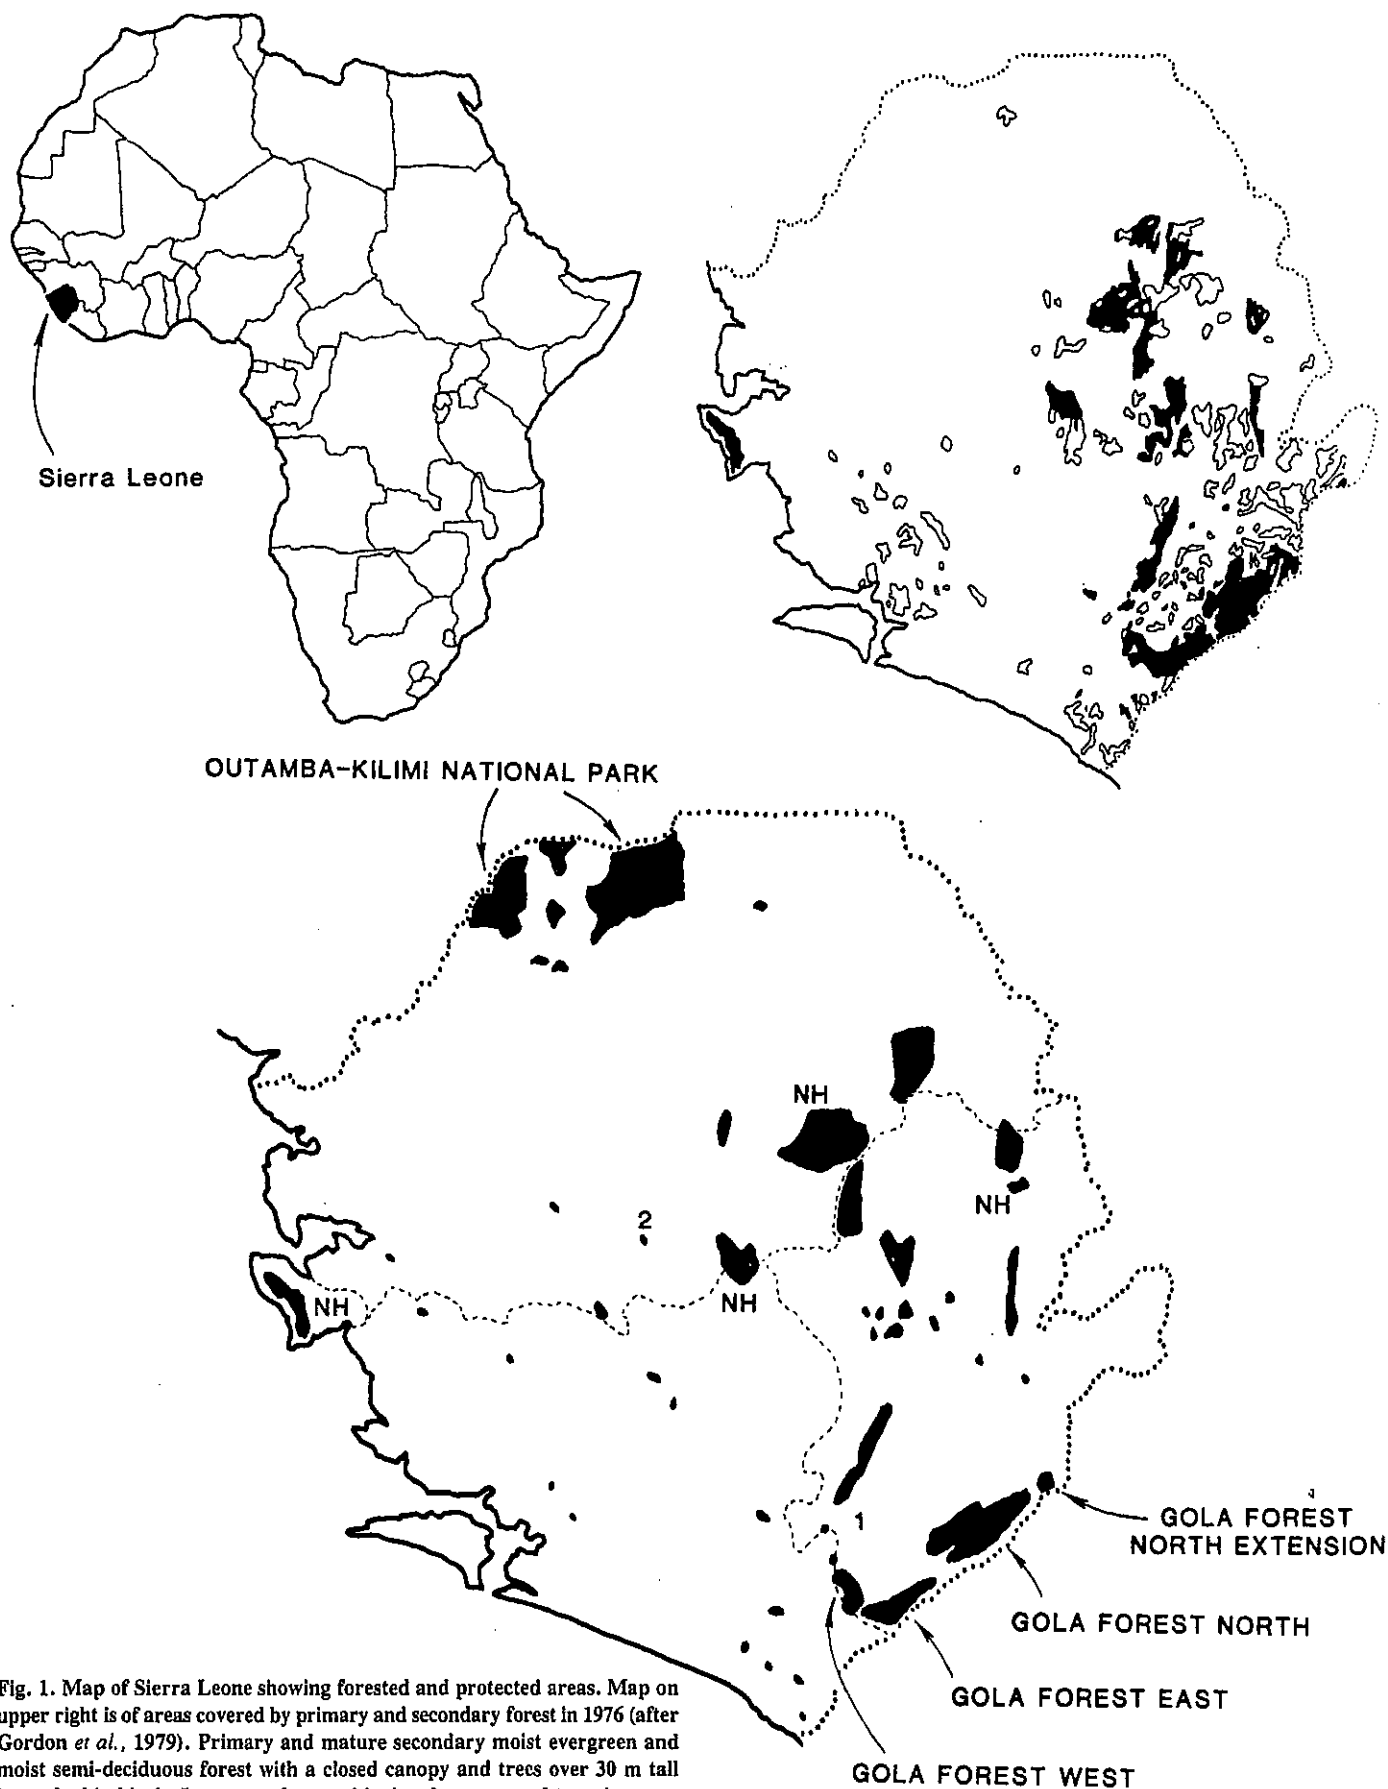 Sierra Leone
OUTAMBA-KILIMI NATIONAL PARK
NH
NH
2
NH
NH
1
GOLA FOREST
NORTH EXTENSION
GOLA FOREST NORTH
GOLA FOREST EAST
GOLA FOREST WEST
Fig. 1. Map of Sierra Leone showing forested and protected areas. Map on
upper right is of areas covered by primary and secondary forest in 1976 (after
Gordon et al., 1979). Primary and mature secondary moist evergreen and
moist semi-deciduous forest with a closed canopy and trees over 30 m tall